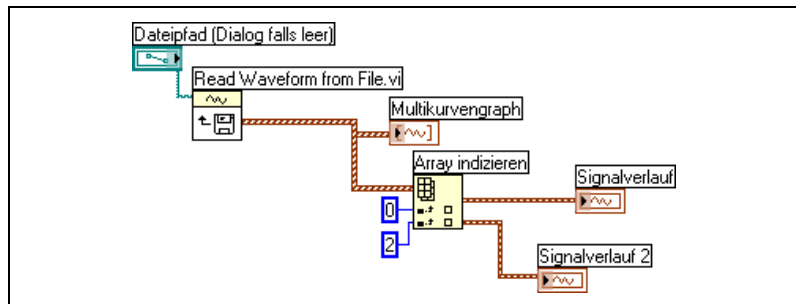 Dateipfad (Dialog falls leer)
Read Waveform from File.vi
Multikurvengraph
Array indizieren
Signalverlauf
0
2
Signalverlauf 2